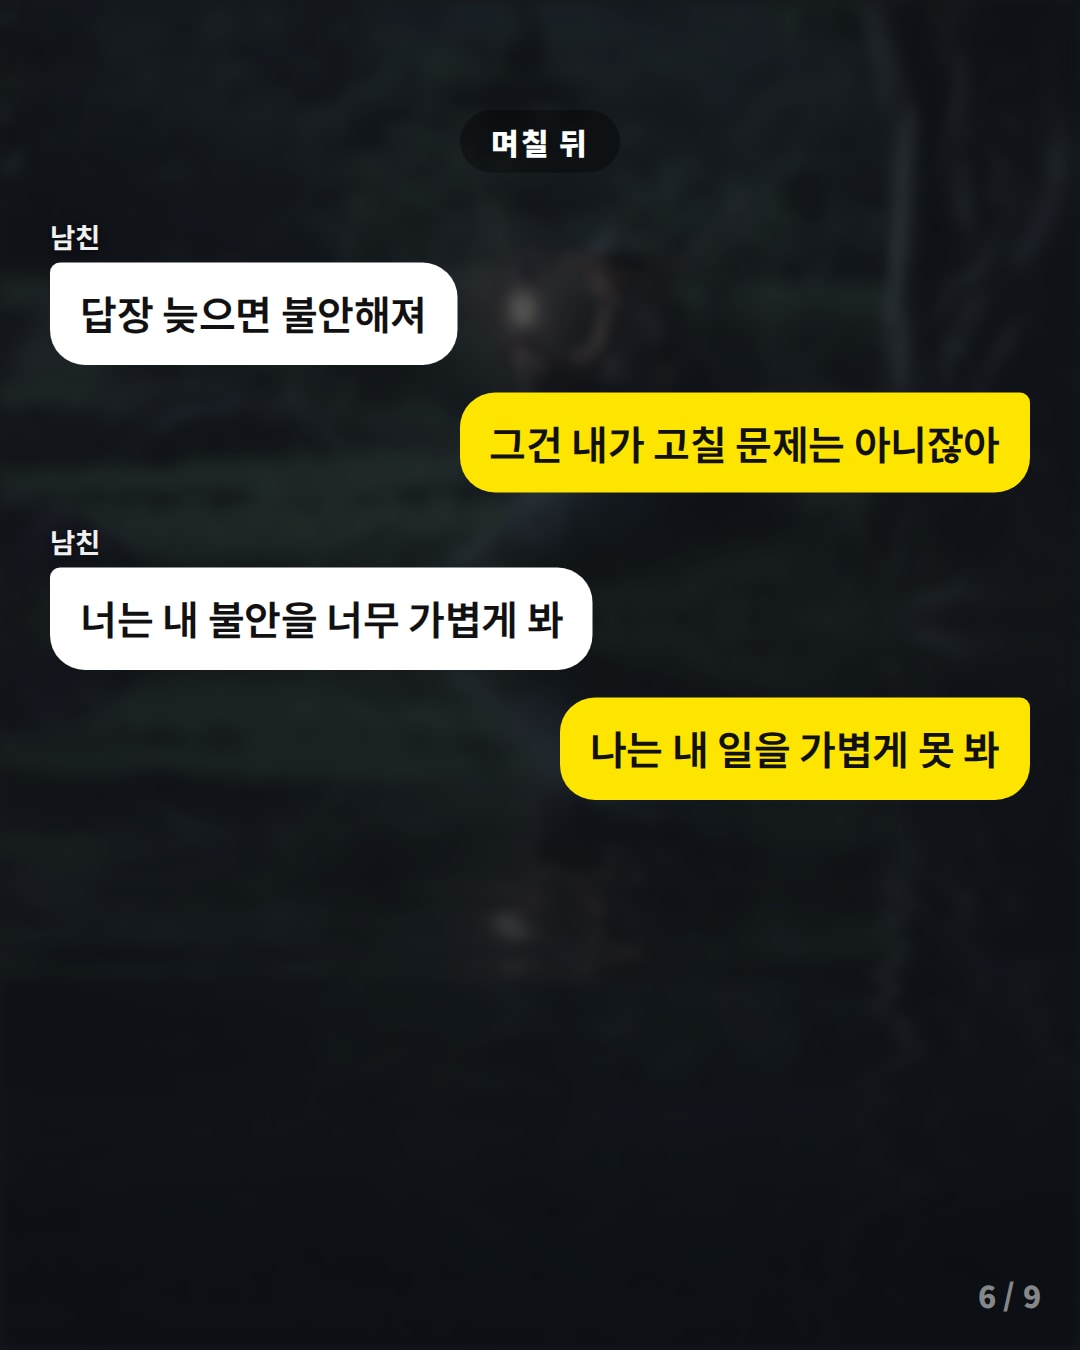 며칠 뒤
남친
답장 늦으면 불안해져
그건 내가 고칠 문제는 아니잖아
남친
너는 내 불안을 너무 가볍게 봐
나는 내 일을 가볍게 못 봐
6 / 9